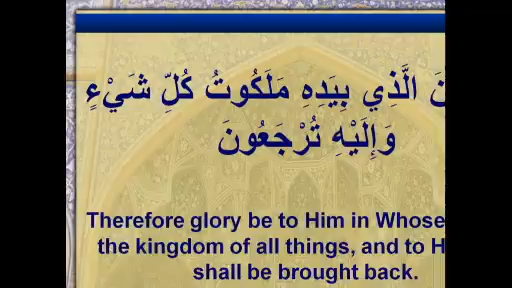 الَّذِي بِيَدِهِ مَلَكُوتُ كُلِّ شَيْءٍ
وَإِلَيْهِ تُرْجَعُونَ
Therefore glory be to Him in Whose
the kingdom of all things, and to H
shall be brought back.